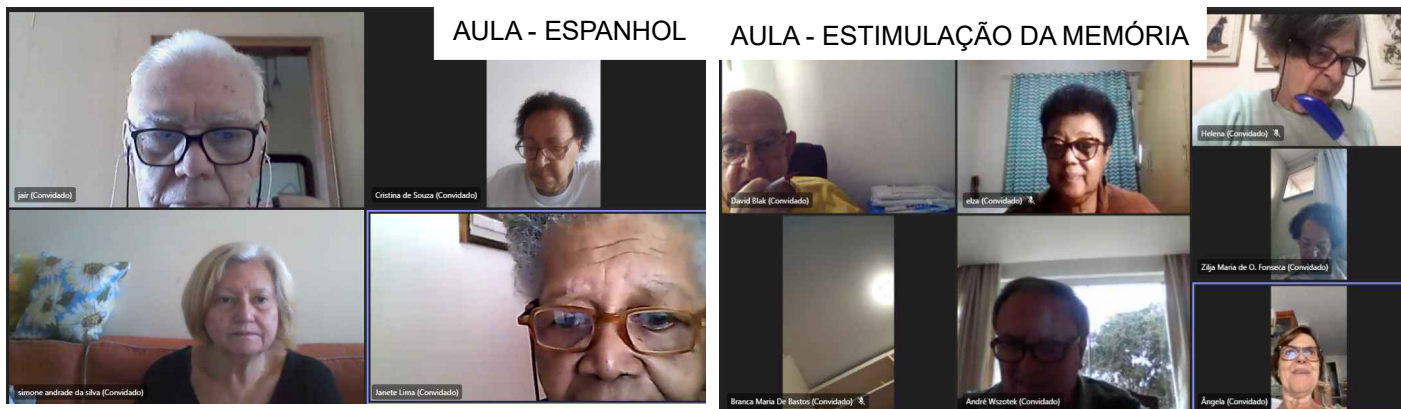 AULA - ESPANHOL
jair (Convidado)
Cristina de Souza (Convidado)
simone andrade da silva (Convidado)
Janete Lima (Convidado)
AULA - ESTIMULAÇÃO DA MEMÓRIA
David Blak (Convidado)
elza (Convidado)
Helena (Convidado)
Zilja Maria de O. Fonseca (Convidado)
Branca Maria De Bastos (Convidado)
André Wszotek (Convidado)
Ângela (Convidado)